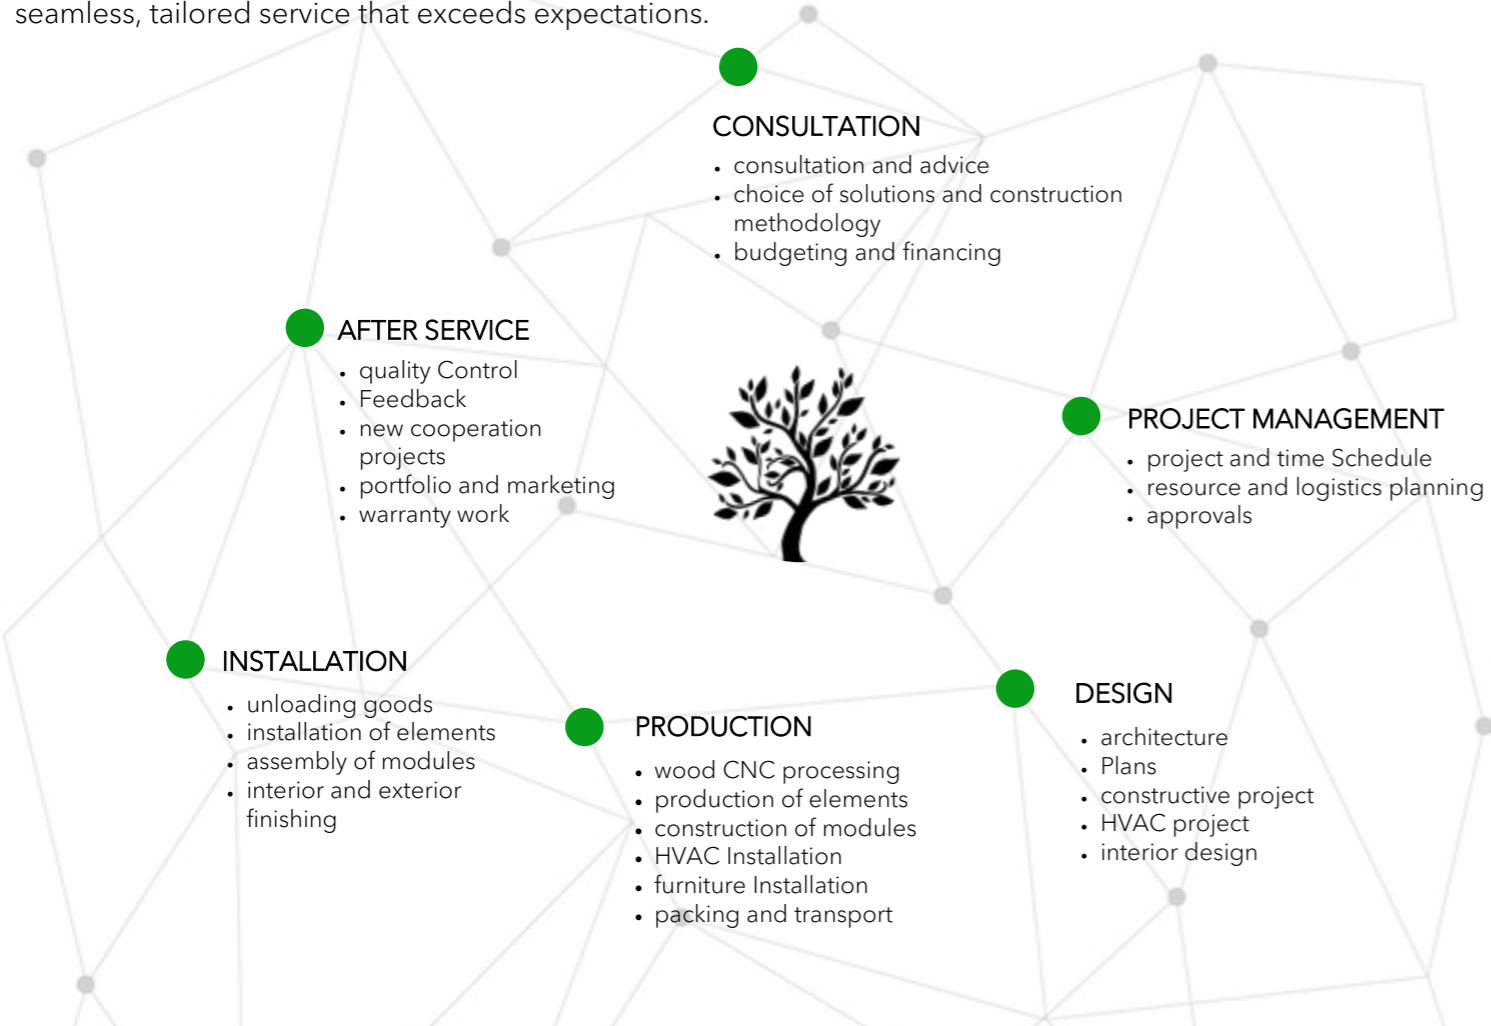 seamless, tailored service that exceeds expectations.
CONSULTATION
• consultation and advice
• choice of solutions and construction
methodology
• budgeting and financing
AFTER SERVICE
• quality Control
• Feedback
• new cooperation
projects
• portfolio and marketing
• warranty work
PROJECT MANAGEMENT
• project and time Schedule
• resource and logistics planning
• approvals
INSTALLATION
• unloading goods
• installation of elements
• assembly of modules
• interior and exterior
finishing
PRODUCTION
• wood CNC processing
• production of elements
• construction of modules
• HVAC Installation
• furniture Installation
• packing and transport
DESIGN
• architecture
• Plans
• constructive project
• HVAC project
• interior design